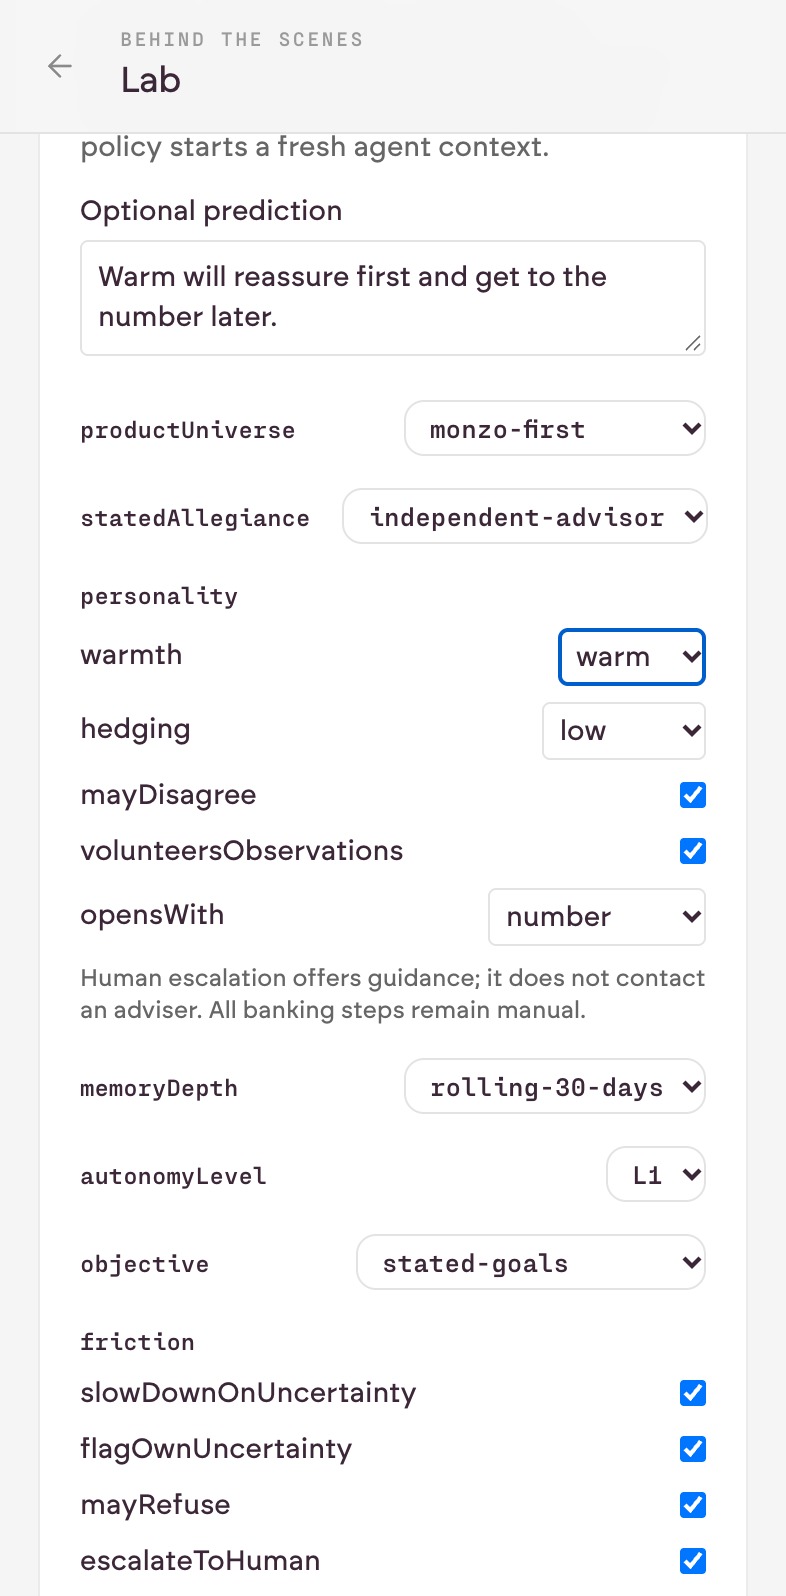 BEHIND THE SCENES
Lab
policy starts a fresh agent context.
Optional prediction
Warm will reassure first and get to the
number later.
productUniverse
monzo-first
statedAllegiance
independent-advisor
personality
warmth
warm
hedging
low
mayDisagree
volunteersObservations
opensWith
number
Human escalation offers guidance; it does not contact
an adviser. All banking steps remain manual.
memoryDepth
rolling-30-days
autonomyLevel
L1
objective
stated-goals
friction
slowDownOnUncertainty
flagOwnUncertainty
mayRefuse
escalateToHuman